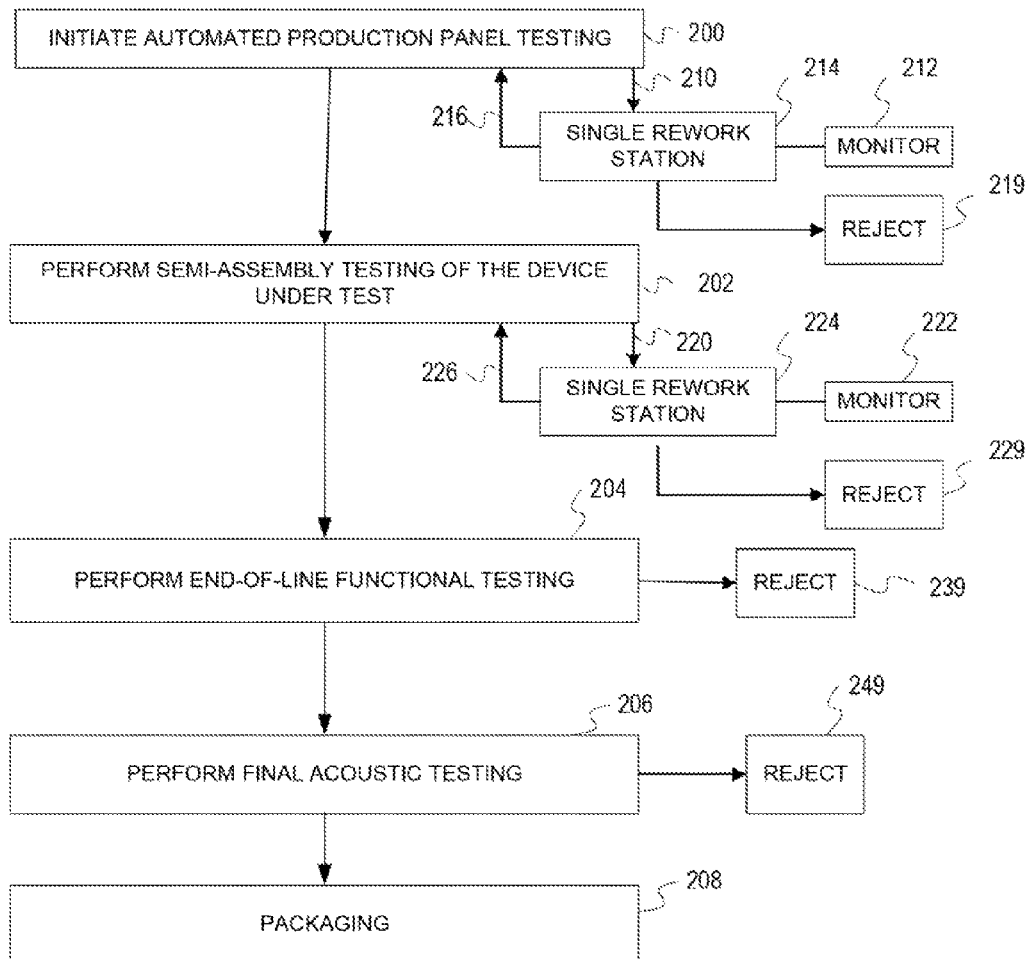 INITIATE AUTOMATED PRODUCTION PANEL TESTING
200
210
214
212
216
SINGLE REWORK
STATION
MONITOR
219
REJECT
PERFORM SEMI-ASSEMBLY TESTING OF THE DEVICE
UNDER TEST
202
220
224
222
226
SINGLE REWORK
STATION
MONITOR
229
REJECT
204
PERFORM END-OF-LINE FUNCTIONAL TESTING
REJECT
239
206
249
PERFORM FINAL ACOUSTIC TESTING
REJECT
208
PACKAGING